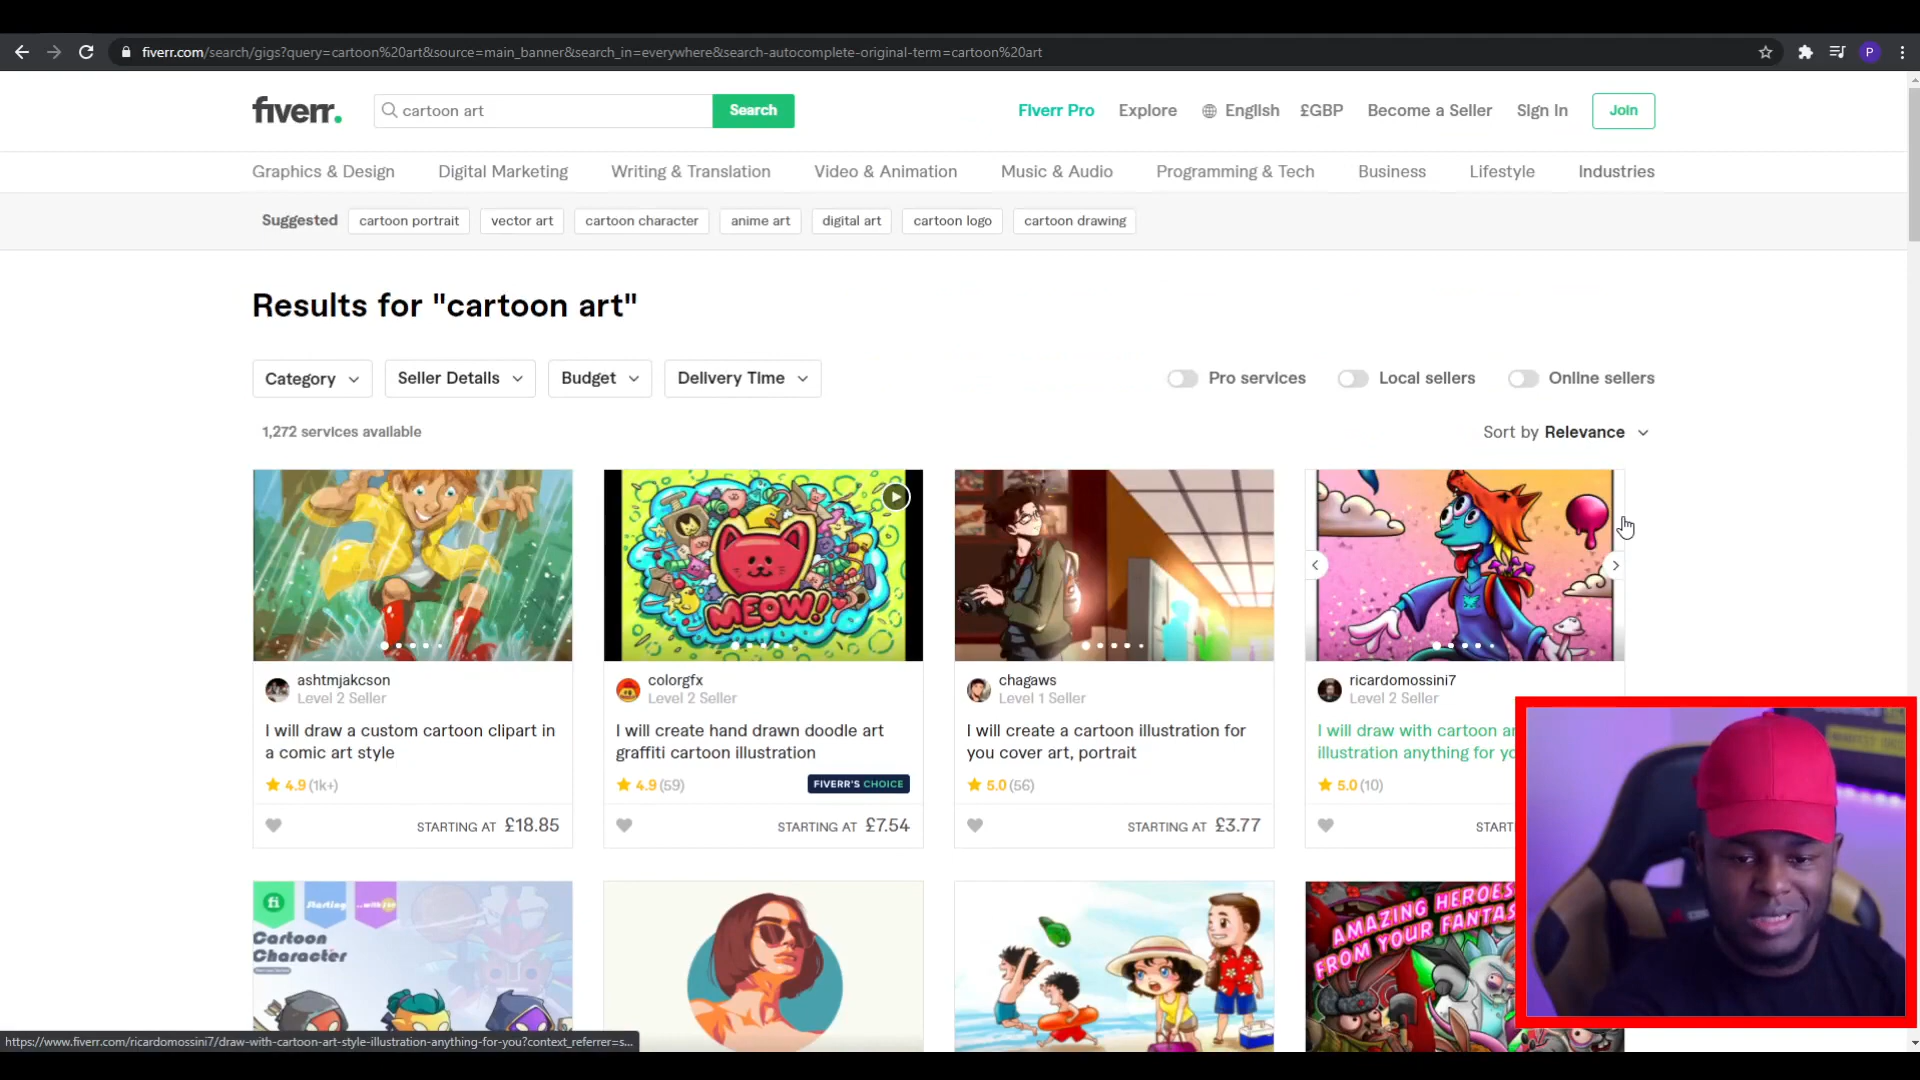 fiverr.com/search/gigs?query=cartoon%20art&source=main_banner&search_in=everywhere&search-autocomplete-original-term=cartoon%20art
P
fiverr.
cartoon art
Search
Fiverr Pro
Explore
English
£GBP
Become a Seller
Sign In
Join
Graphics & Design
Digital Marketing
Writing & Translation
Video & Animation
Music & Audio
Programming & Tech
Business
Lifestyle
Industries
Suggested
cartoon portrait
vector art
cartoon character
anime art
digital art
cartoon logo
cartoon drawing
Results for "cartoon art"
Category
Seller Details
Budget
Delivery Time
Pro services
Local sellers
Online sellers
1,272 services available
Sort by Relevance
MEOW!
ashtmjakcson
Level 2 Seller
I will draw a custom cartoon clipart in
a comic art style
4.9 (1k+)
STARTING AT £18.85
colorgfx
Level 2 Seller
I will create hand drawn doodle art
graffiti cartoon illustration
4.9 (59)
FIVERR'S CHOICE
STARTING AT £7.54
chagaws
Level 1 Seller
I will create a cartoon illustration for
you cover art, portrait
5.0 (56)
STARTING AT £3.77
ricardomossini7
Level 2 Seller
I will draw with cartoon ar
illustration anything for yo
5.0 (10)
START
fi
Starting
Cartoon
Character
AMAZING HEROES
FROM YOUR FANTAS
https://www.fiverr.com/ricardomossini7/draw-with-cartoon-art-style-illustration-anything-for-you?context_referrer=s...